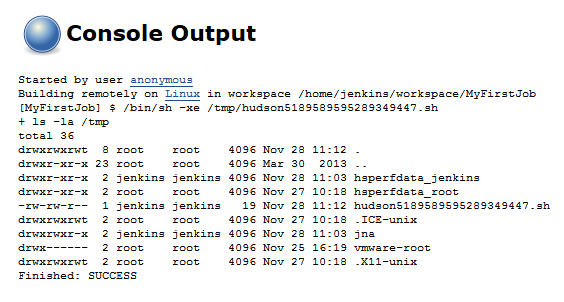 Console Output
Started by user anonymous
Building remotely on Linux in workspace /home/jenkins/workspace/MyFirstJob
[MyFirstJob] $ /bin/sh -xe /tmp/hudson5189589595289349447.sh
+ ls -la /tmp
total 36
drwxrwxrwt  8 root    root    4096 Nov 28 11:12 .
drwxr-xr-x 23 root    root    4096 Mar 30  2013 ..
drwxr-xr-x  2 jenkins jenkins 4096 Nov 28 11:03 hsperfdata_jenkins
drwxr-xr-x  2 root    root    4096 Nov 27 10:18 hsperfdata_root
-rw-rw-r--  1 jenkins jenkins   19 Nov 28 11:12 hudson5189589595289349447.sh
drwxrwxrwt  2 root    root    4096 Nov 27 10:18 .ICE-unix
drwxrwxr-x  2 jenkins jenkins 4096 Nov 28 11:03 jna
drwx------  2 root    root    4096 Nov 25 16:19 vmware-root
drwxrwxrwt  2 root    root    4096 Nov 27 10:18 .X11-unix
Finished: SUCCESS